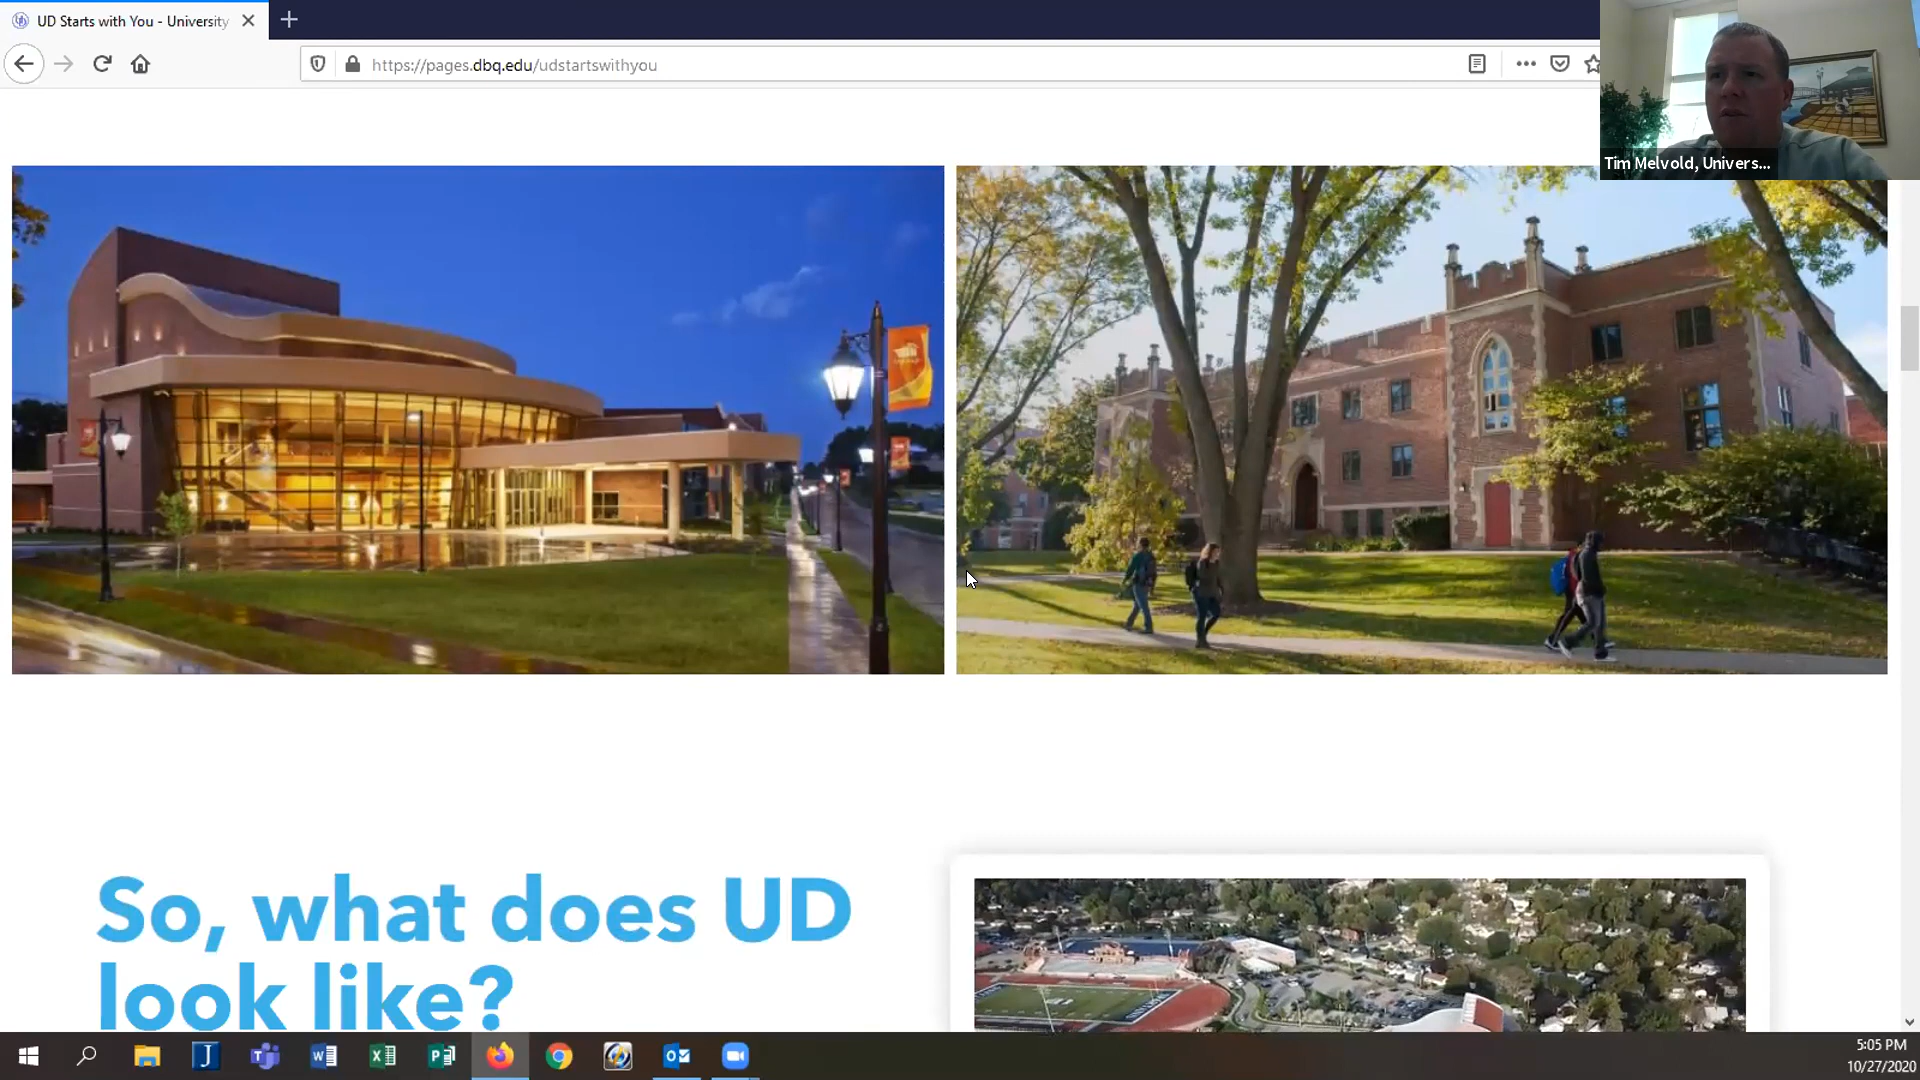 UD Starts with You - University
https://pages.dbq.edu/udstartswithyou
Tim Melvold, Univers...
So, what does UD
look like?
5:05 PM
10/27/2020